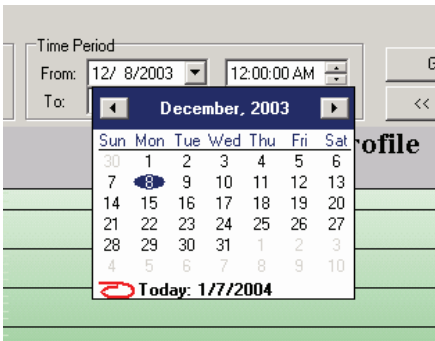 Time Period
From: 12/ 8/2003 12:00:00 AM
G
To:
<<
December, 2003
ofile
Sun Mon Tue Wed Thu Fri Sat
30 1 2 3 4 5 6
7 8 9 10 11 12 13
14 15 16 17 18 19 20
21 22 23 24 25 26 27
28 29 30 31 1 2 3
4 5 6 7 8 9 10
Today: 1/7/2004